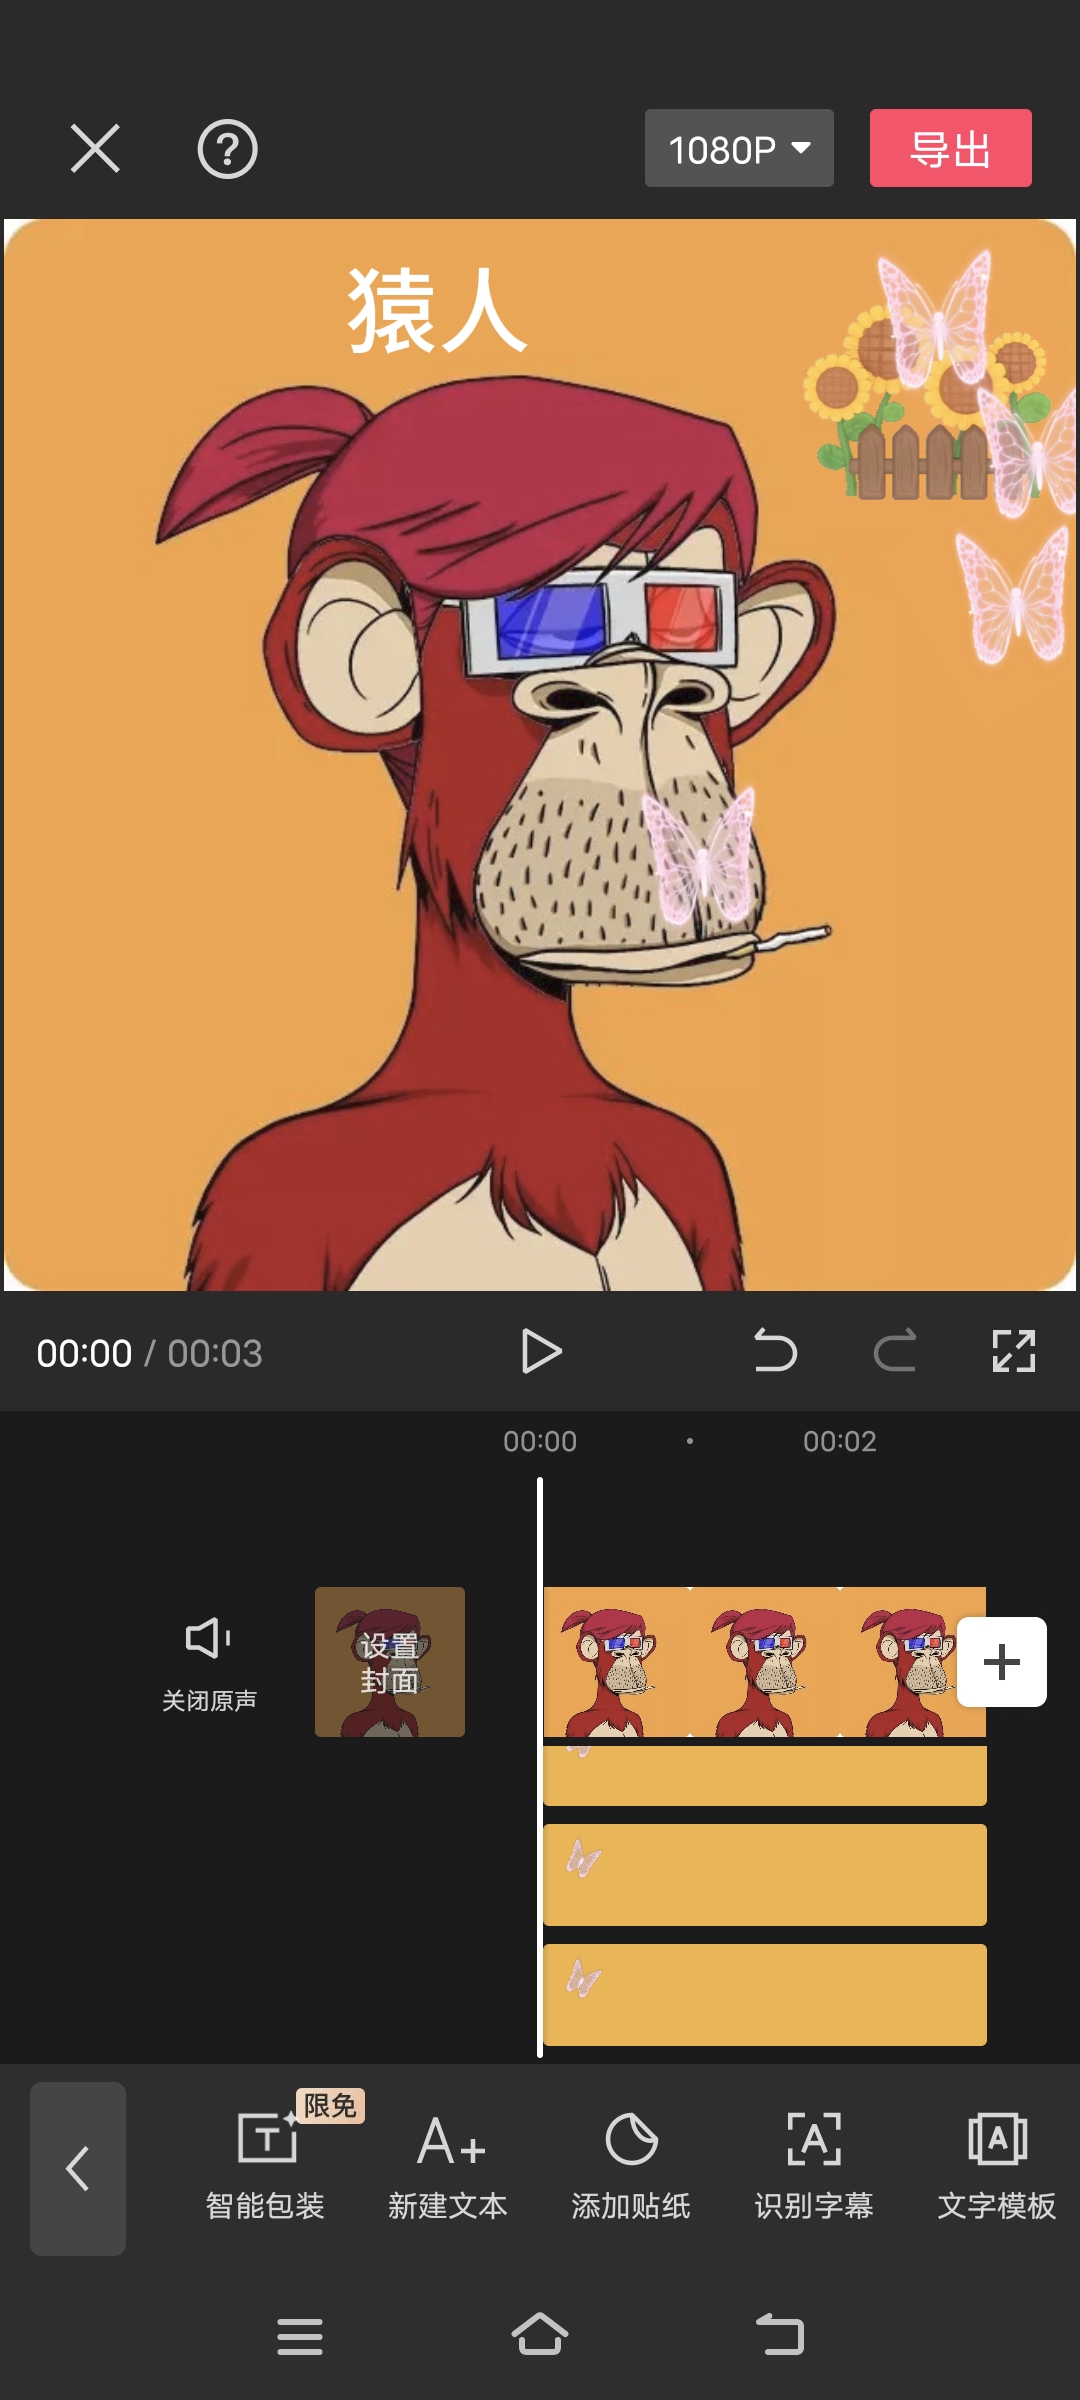 1080P
导出
猿人
00:00 / 00:03
00:00
00:02
关闭原声
设置
封面
限免
智能包装
新建文本
添加贴纸
识别字幕
文字模板